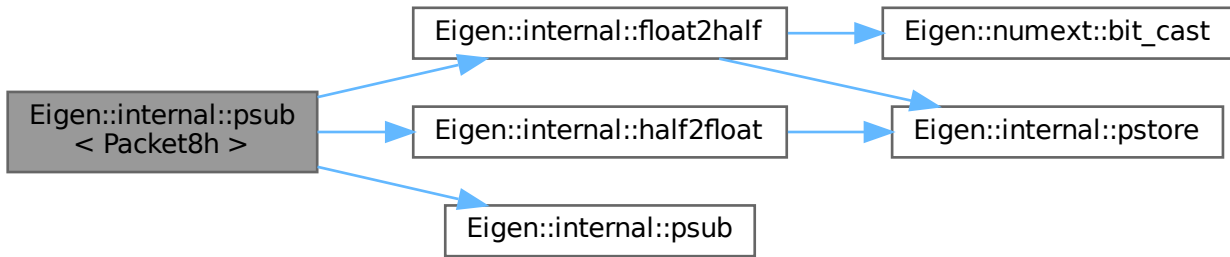 Eigen::internal::psub
< Packet8h >
Eigen::internal::float2half
Eigen::internal::half2float
Eigen::internal::psub
Eigen::numext::bit_cast
Eigen::internal::pstore